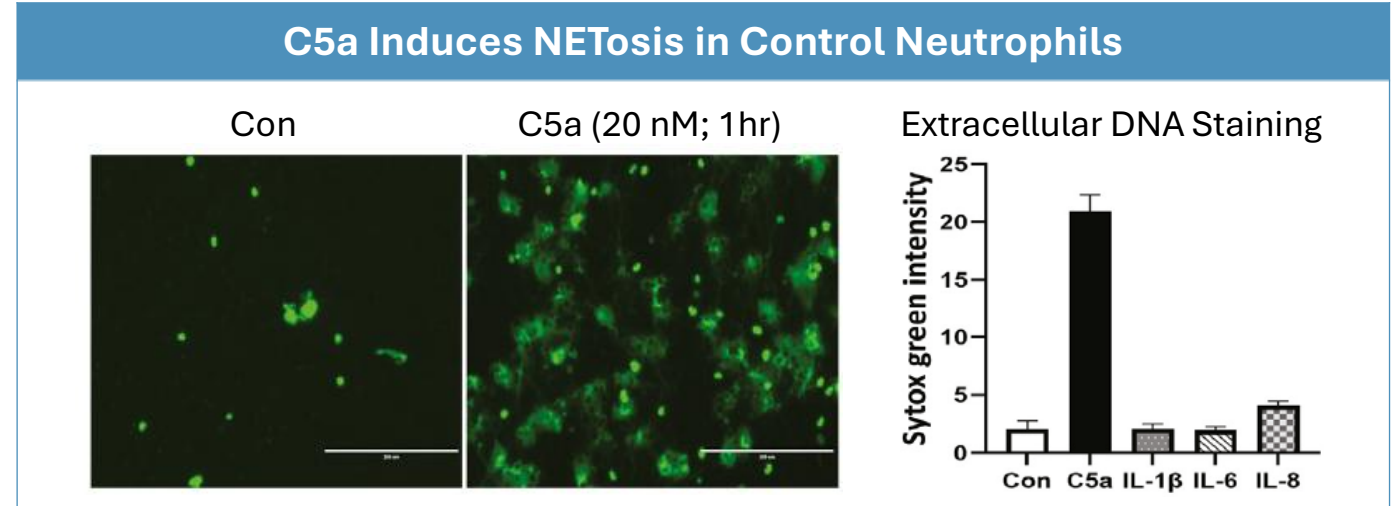 C5a Induces NETosis in Control Neutrophils
Con
C5a (20 nM; 1hr)
Extracellular DNA Staining
Sytox green intensity
25
20
15
10
5
0
Con C5a IL-1β IL-6 IL-8